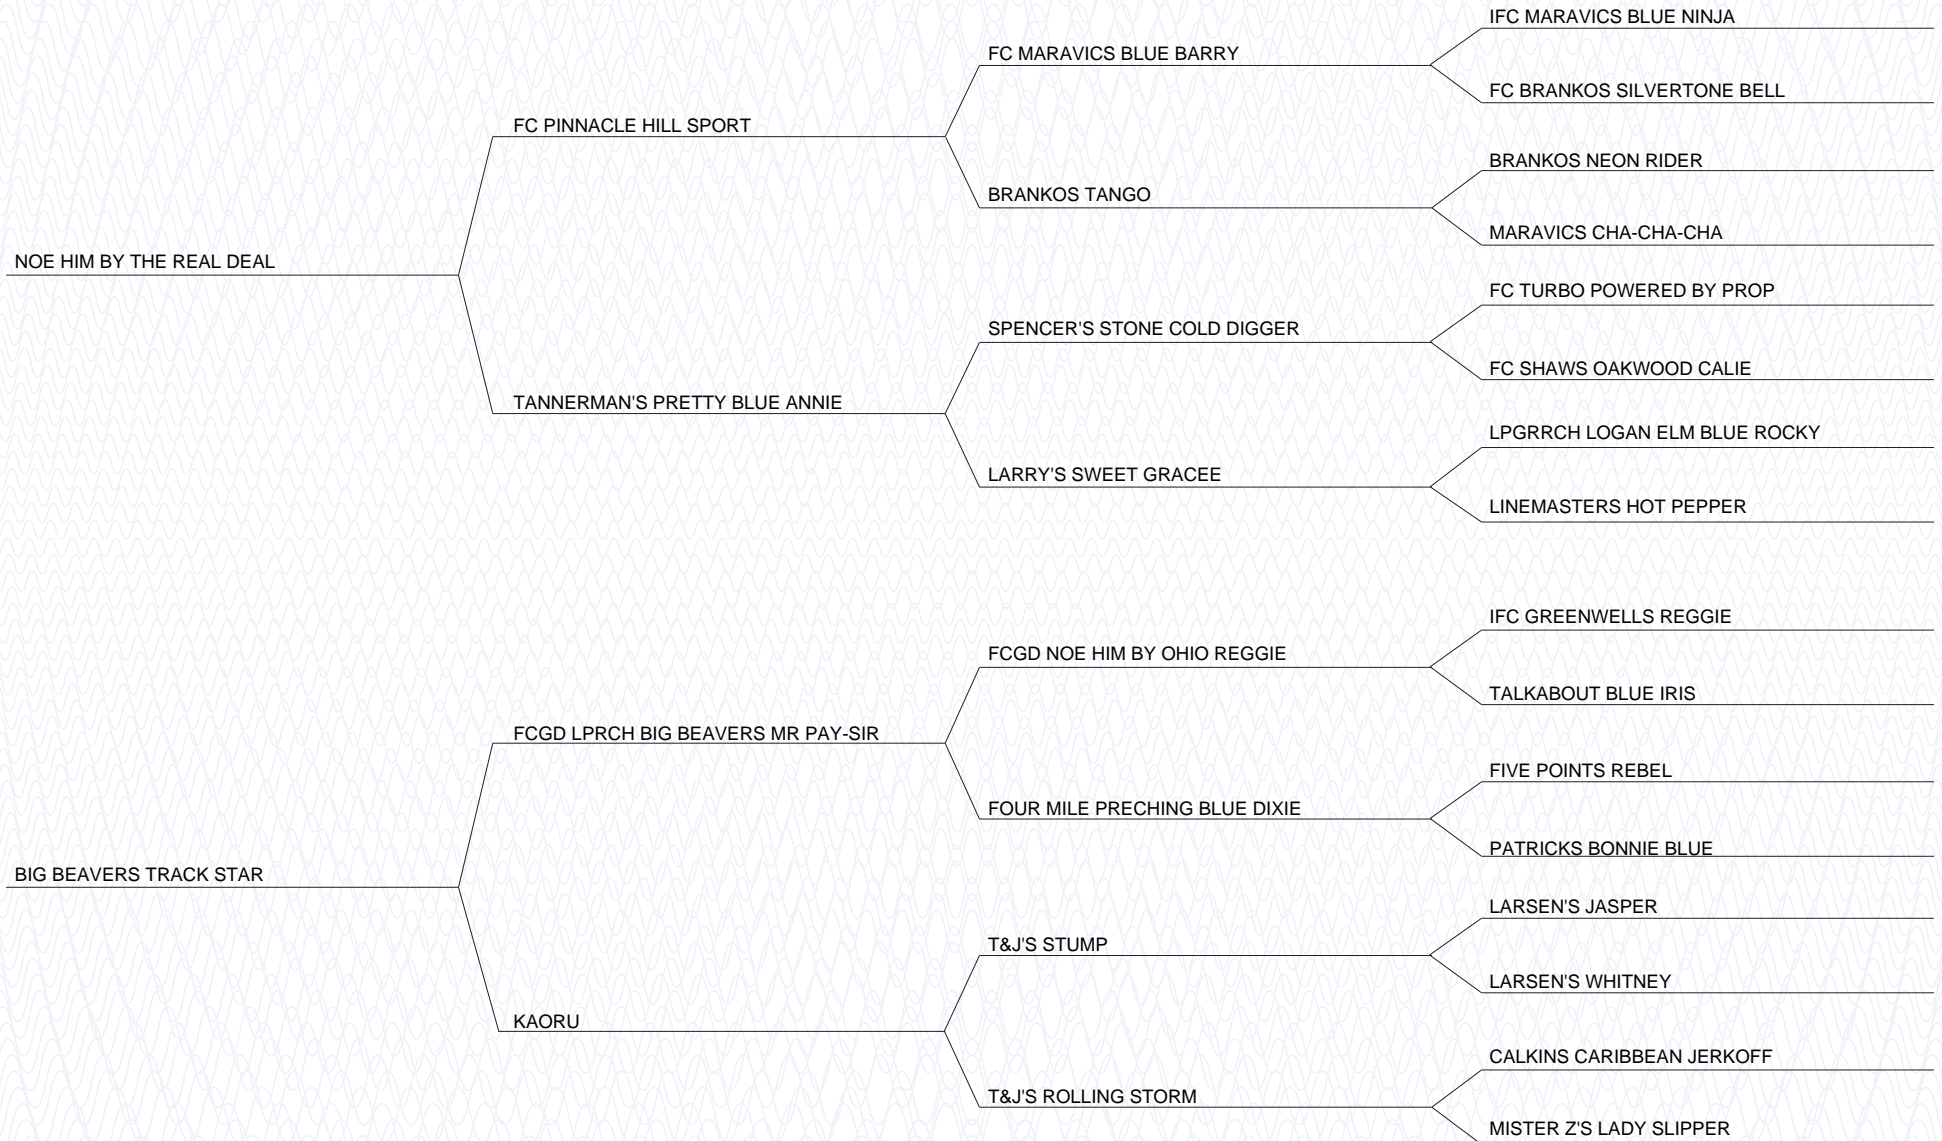 IFC MARAVICS BLUE NINJA
FC MARAVICS BLUE BARRY
FC BRANKOS SILVERTONE BELL
FC PINNACLE HILL SPORT
BRANKOS NEON RIDER
BRANKOS TANGO
MARAVICS CHA-CHA-CHA
NOE HIM BY THE REAL DEAL
FC TURBO POWERED BY PROP
SPENCER'S STONE COLD DIGGER
FC SHAWS OAKWOOD CALIE
TANNERMAN'S PRETTY BLUE ANNIE
LPGRRCH LOGAN ELM BLUE ROCKY
LARRY'S SWEET GRACEE
LINEMASTERS HOT PEPPER
IFC GREENWELLS REGGIE
FCGD NOE HIM BY OHIO REGGIE
TALKABOUT BLUE IRIS
FCGD LPRCH BIG BEAVERS MR PAY-SIR
FIVE POINTS REBEL
FOUR MILE PRECHING BLUE DIXIE
PATRICKS BONNIE BLUE
BIG BEAVERS TRACK STAR
LARSEN'S JASPER
T&J'S STUMP
LARSEN'S WHITNEY
KAORU
CALKINS CARIBBEAN JERKOFF
T&J'S ROLLING STORM
MISTER Z'S LADY SLIPPER